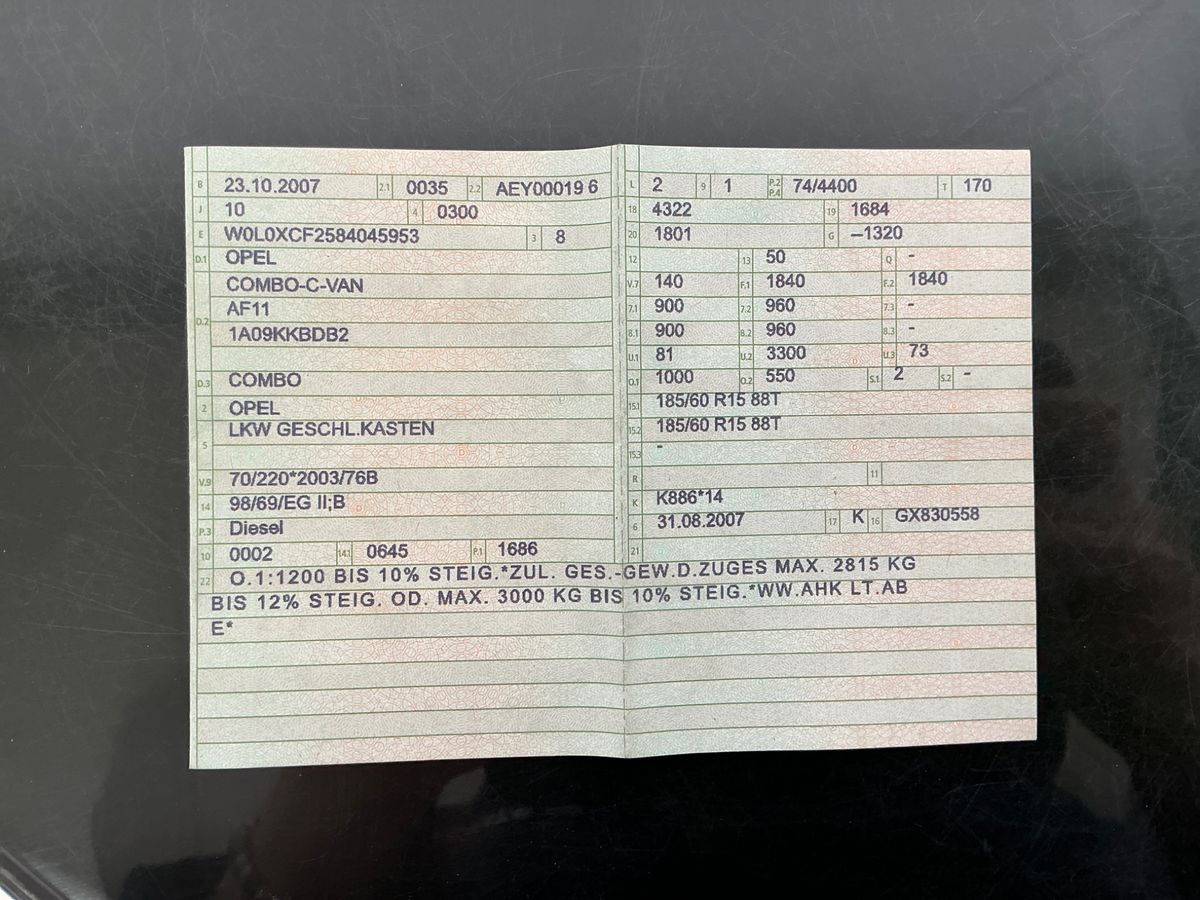 B 23.10.2007 2.1 0035 2.2 AEY00019 6
J 10 4 0300
E W0L0XCF2584045953 3 8
D.1 OPEL
D.2 COMBO-C-VAN
AF11
1A09KKBDB2
D.3 COMBO
2 OPEL
5 LKW GESCHL.KASTEN
V.9 70/220*2003/76B
14 98/69/EG II;B
P.3 Diesel
10 0002 14.1 0645 P.1 1686
L 2 9 1 P.2 P.4 74/4400 T 170
18 4322 19 1684
20 1801 G –1320
12 13 50 Q -
V.7 140 F.1 1840 F.2 1840
7.1 900 7.2 960 7.3 -
8.1 900 8.2 960 8.3 -
U.1 81 U.2 3300 U.3 73
O.1 1000 O.2 550 S.1 2 S.2 -
15.1 185/60 R15 88T
15.2 185/60 R15 88T
15.3 -
R 11
K K886*14
6 31.08.2007 17 K 16 GX830558
21
22 O.1:1200 BIS 10% STEIG.*ZUL. GES.-GEW.D.ZUGES MAX. 2815 KG
BIS 12% STEIG. OD. MAX. 3000 KG BIS 10% STEIG.*WW.AHK LT.AB
E*